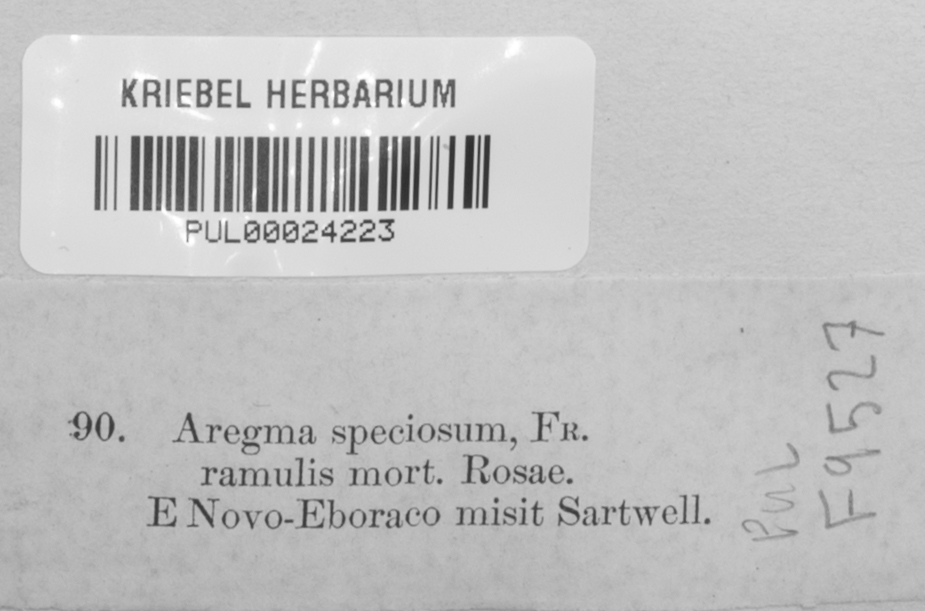 KRIEBEL HERBARIUM
PUL00024223
90. Aregma speciosum, FR.
ramulis mort. Rosae.
E Novo-Eboraco misit Sartwell.
PUL
F9527